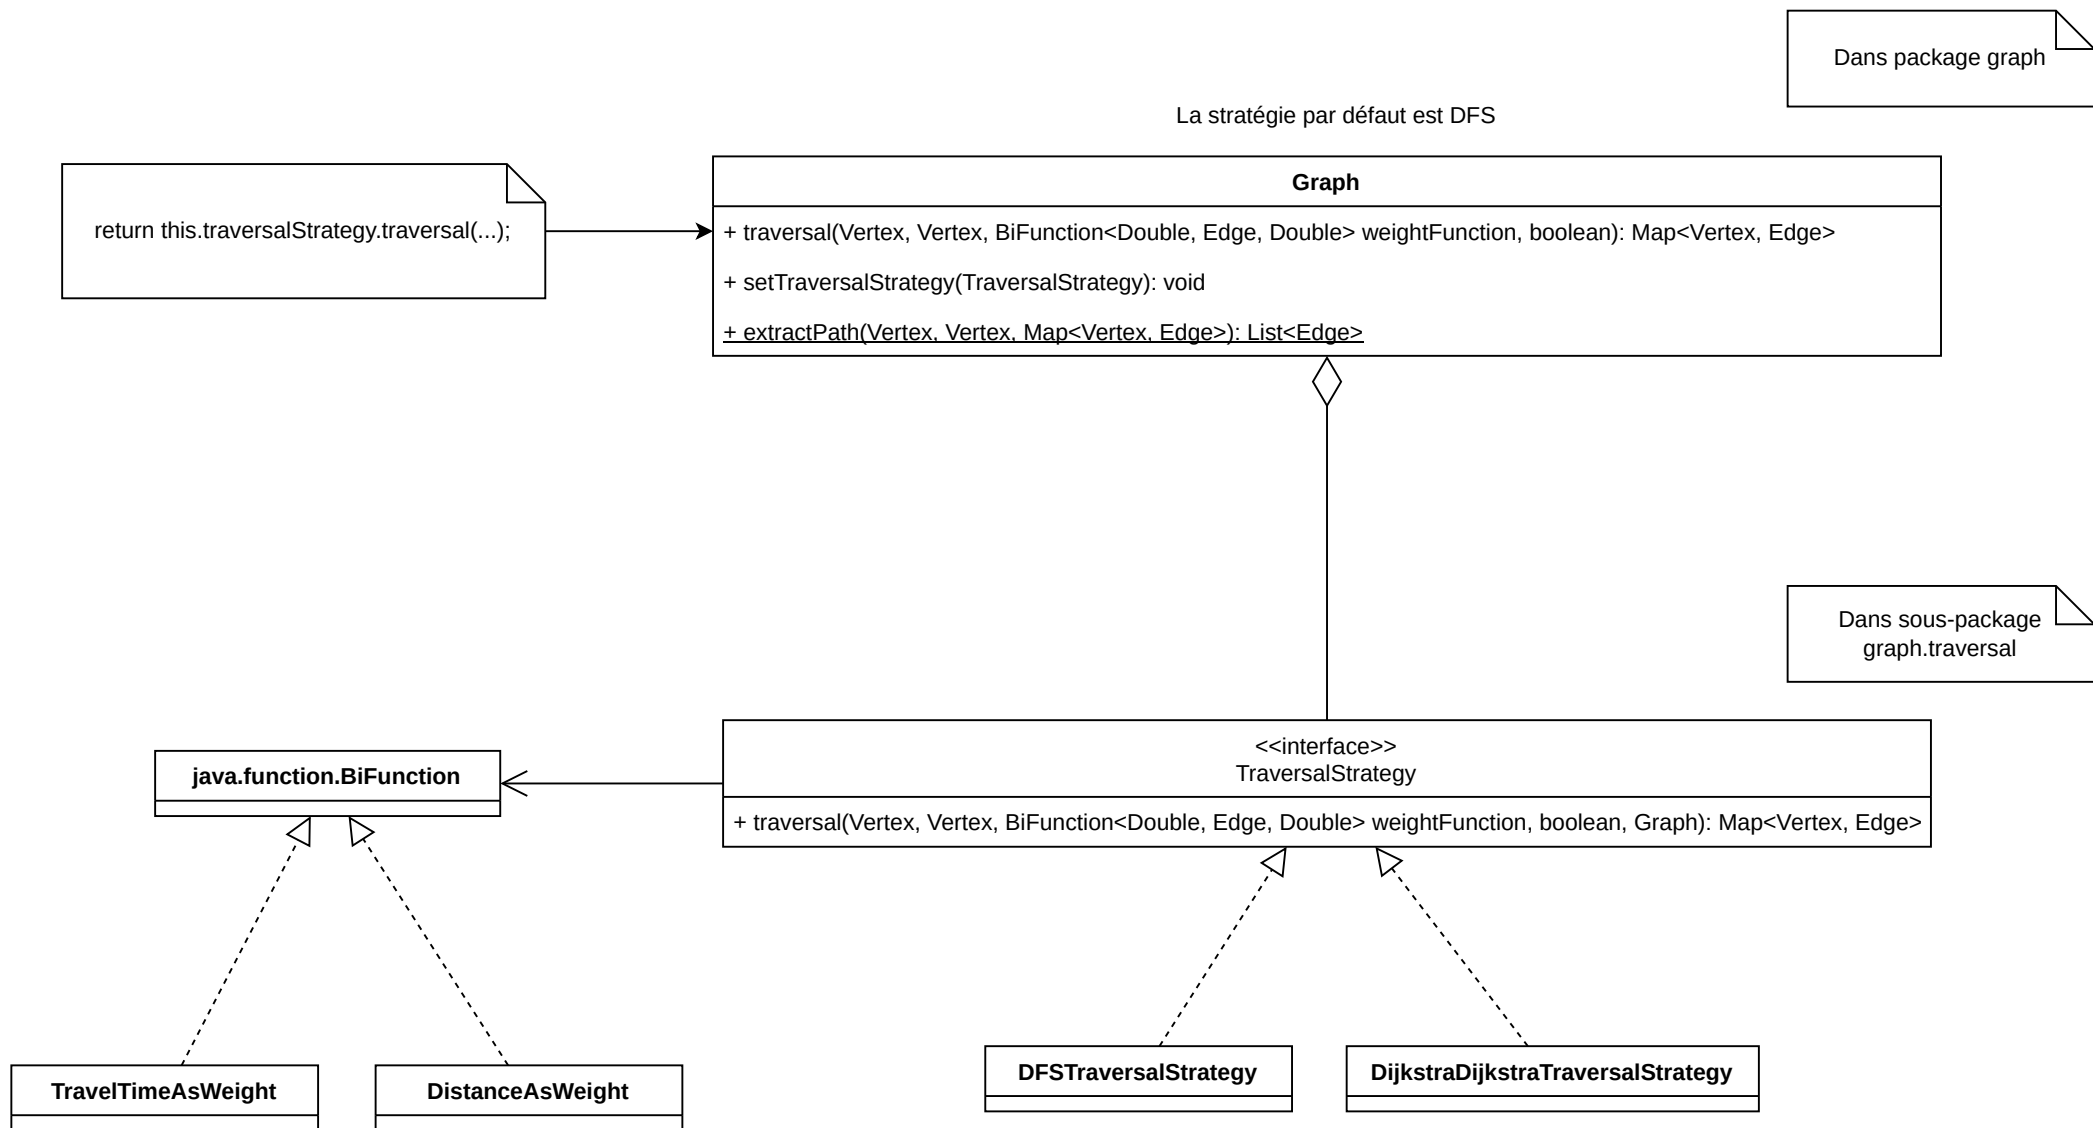 Dans package graph
La stratégie par défaut est DFS
return this.traversalStrategy.traversal(...);
Graph
+ traversal(Vertex, Vertex, BiFunction<Double, Edge, Double> weightFunction, boolean): Map<Vertex, Edge>
+ setTraversalStrategy(TraversalStrategy): void
+ extractPath(Vertex, Vertex, Map<Vertex, Edge>): List<Edge>
Dans sous-package
graph.traversal
java.function.BiFunction
<<interface>>
TraversalStrategy
+ traversal(Vertex, Vertex, BiFunction<Double, Edge, Double> weightFunction, boolean, Graph): Map<Vertex, Edge>
TravelTimeAsWeight
DistanceAsWeight
DFSTraversalStrategy
DijkstraDijkstraTraversalStrategy